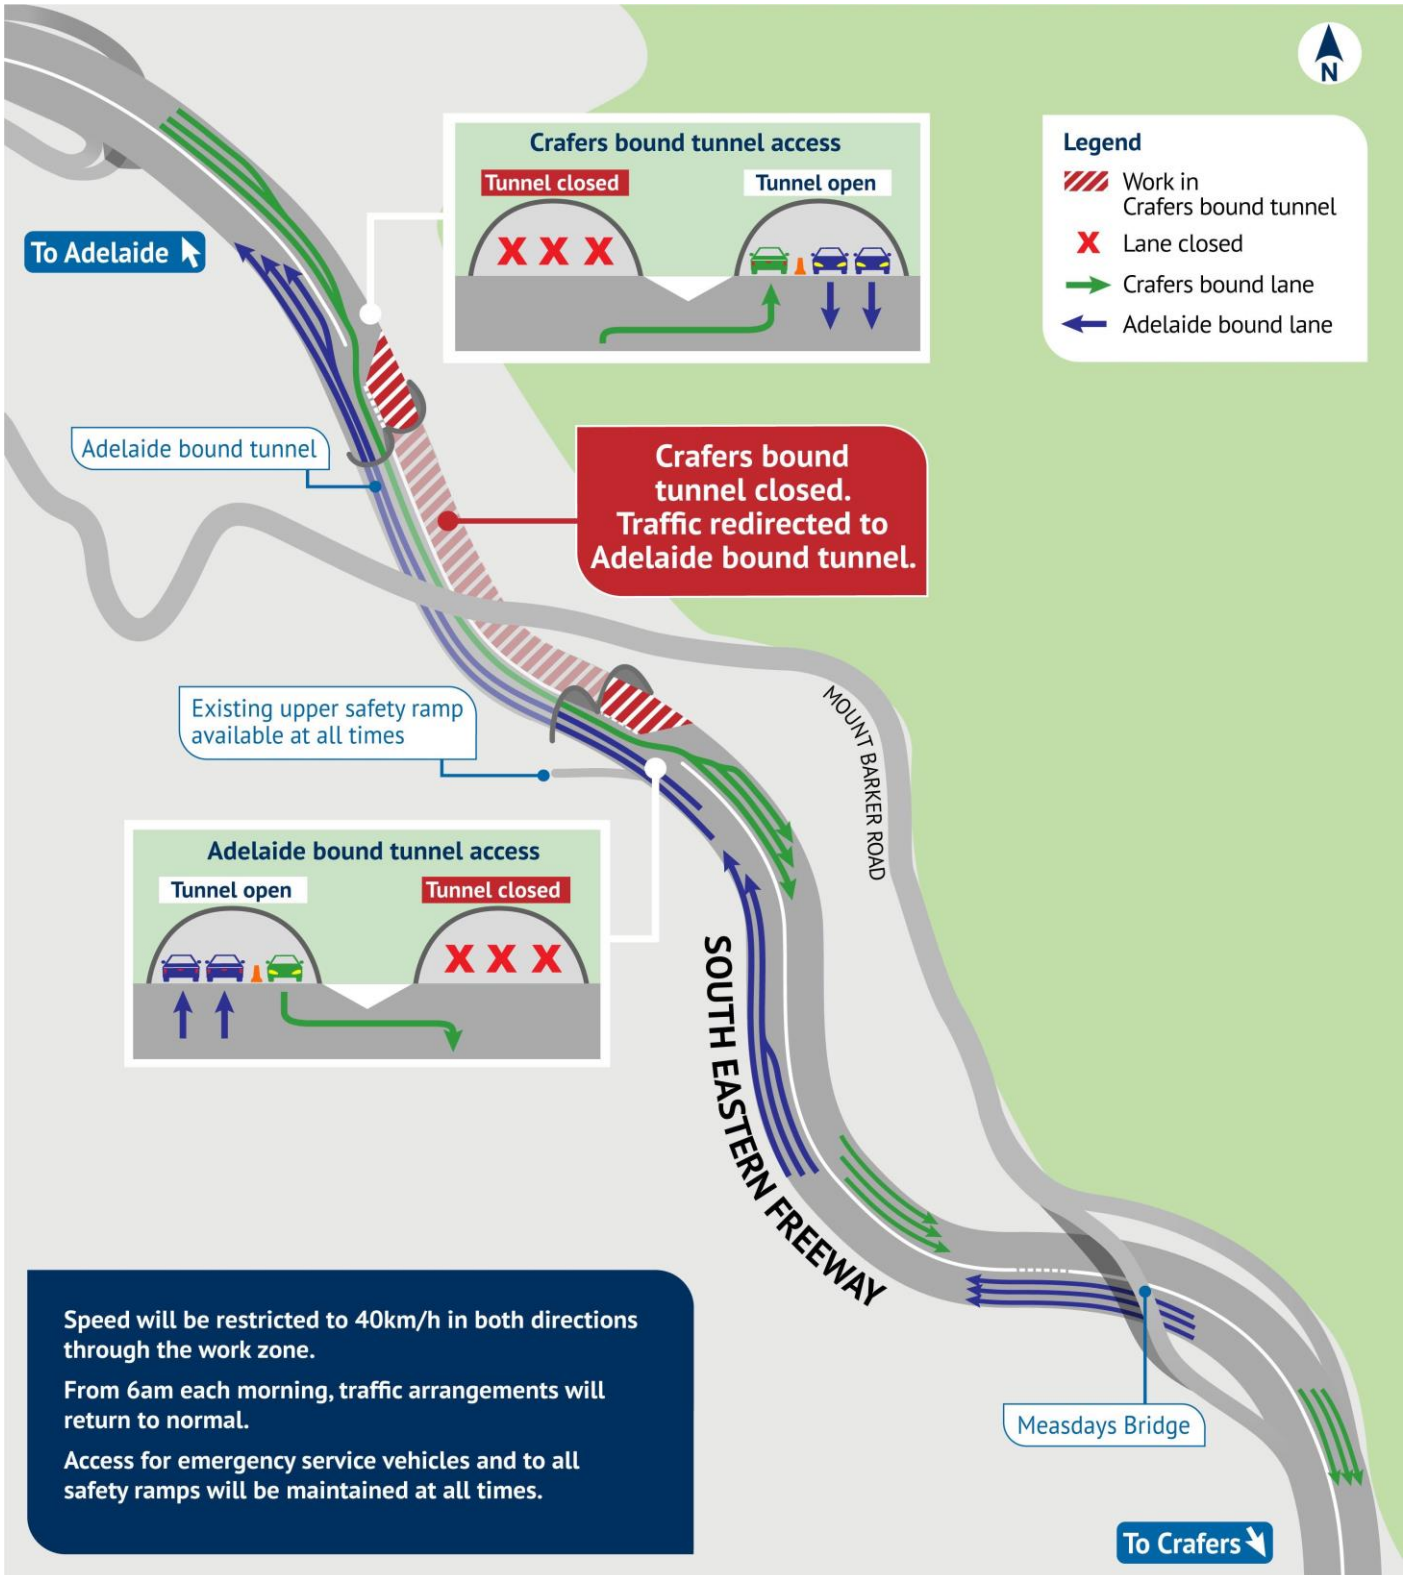 N
Legend
Work in
Crafers bound tunnel
X Lane closed
Crafers bound lane
Adelaide bound lane
Crafers bound tunnel access
Tunnel closed
Tunnel open
X X X
To Adelaide
Adelaide bound tunnel
Crafers bound
tunnel closed.
Traffic redirected to
Adelaide bound tunnel.
Existing upper safety ramp
available at all times
MOUNT BARKER ROAD
Adelaide bound tunnel access
Tunnel open
Tunnel closed
X X X
SOUTH EASTERN FREEWAY
Speed will be restricted to 40km/h in both directions
through the work zone.
From 6am each morning, traffic arrangements will
return to normal.
Access for emergency service vehicles and to all
safety ramps will be maintained at all times.
Measdays Bridge
To Crafers